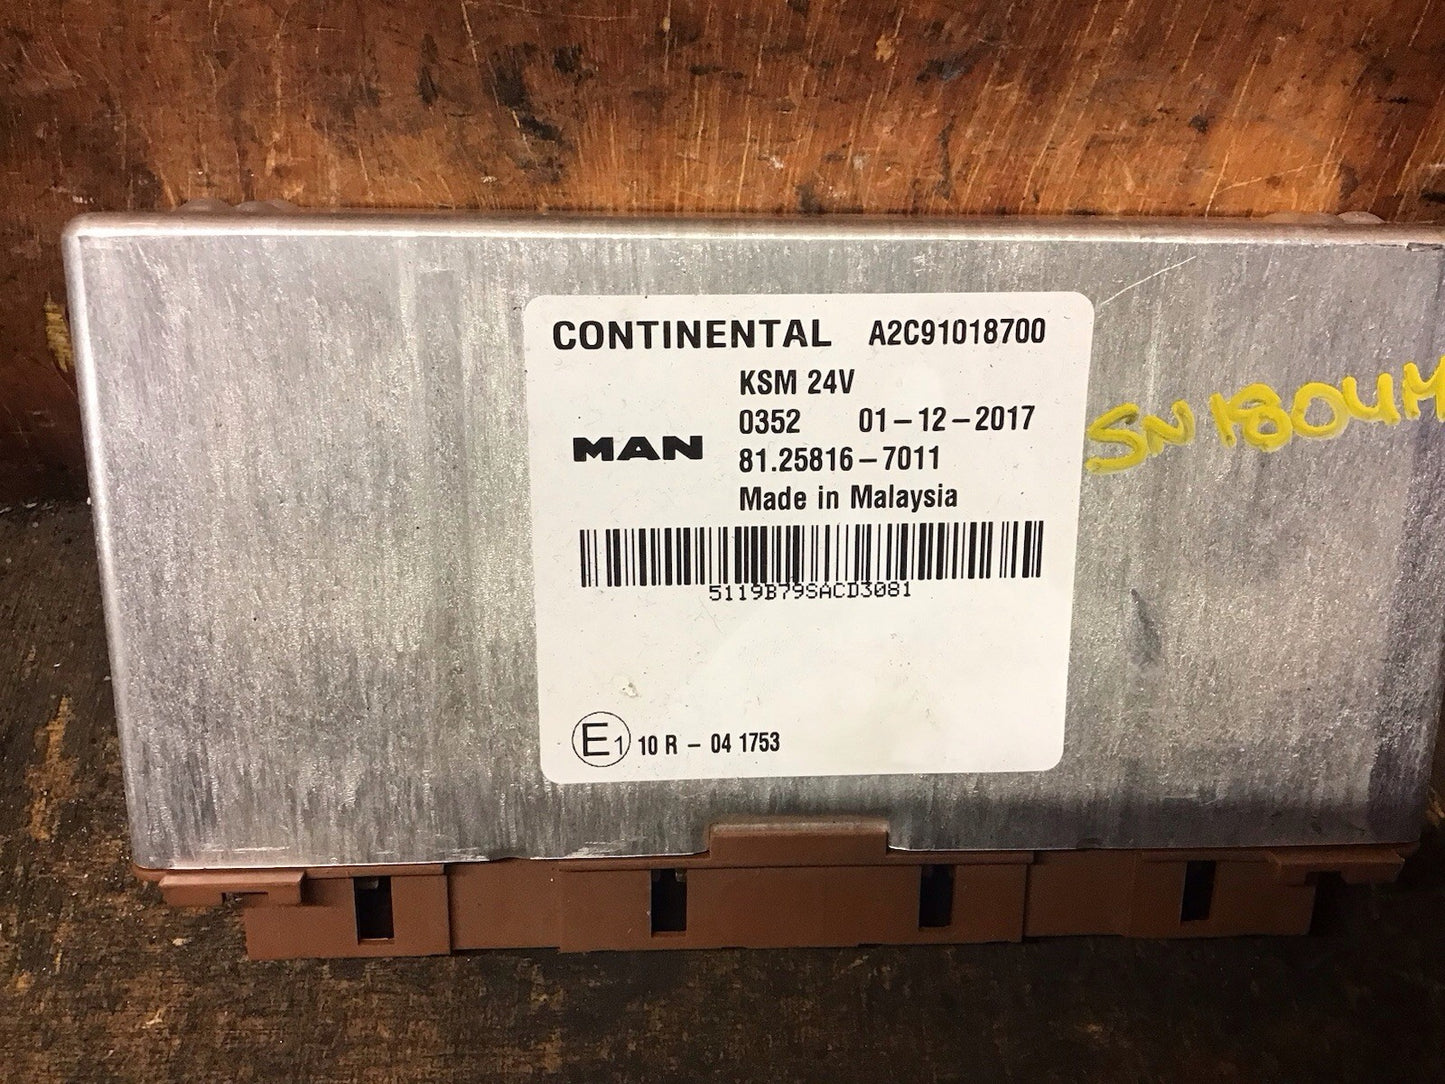 CONTINENTAL A2C91018700
KSM 24V
0352 01-12-2017
MAN 81.25816-7011
Made in Malaysia
5119B79SACD3081
E1 10 R - 04 1753
SN1804M